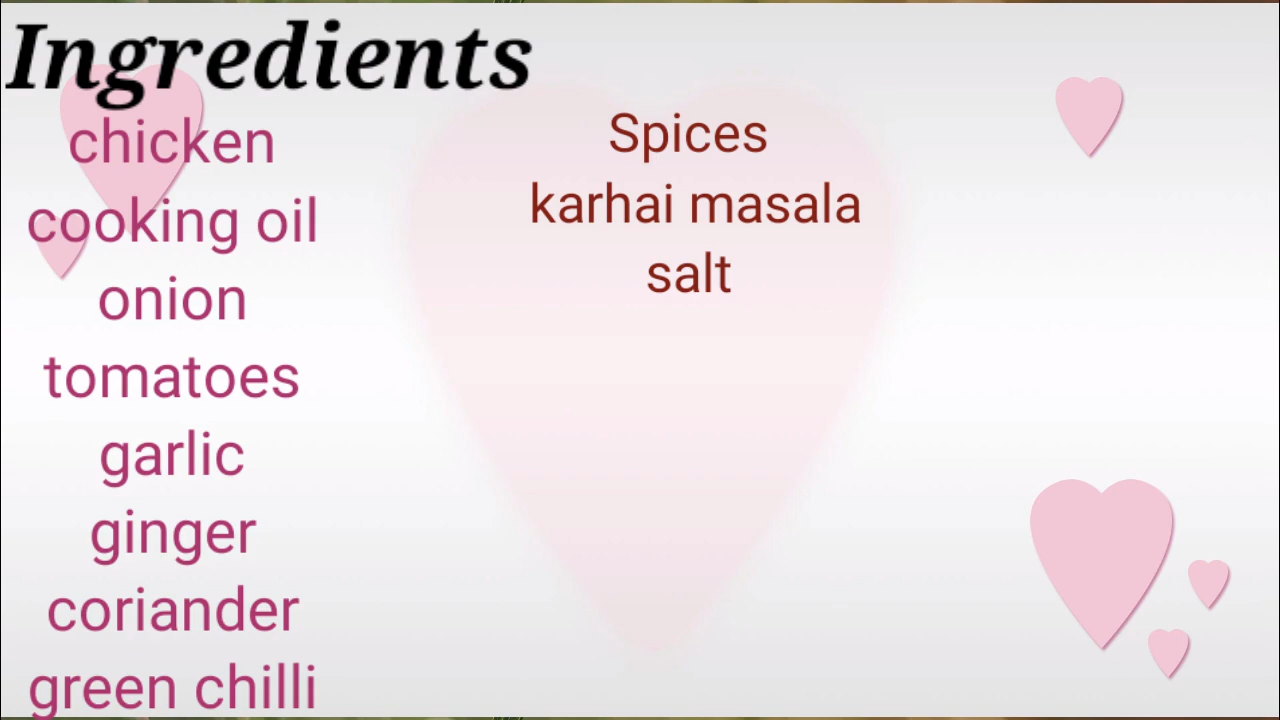 Ingredients
chicken
cooking oil
onion
tomatoes
garlic
ginger
coriander
green chilli
Spices
karhai masala
salt